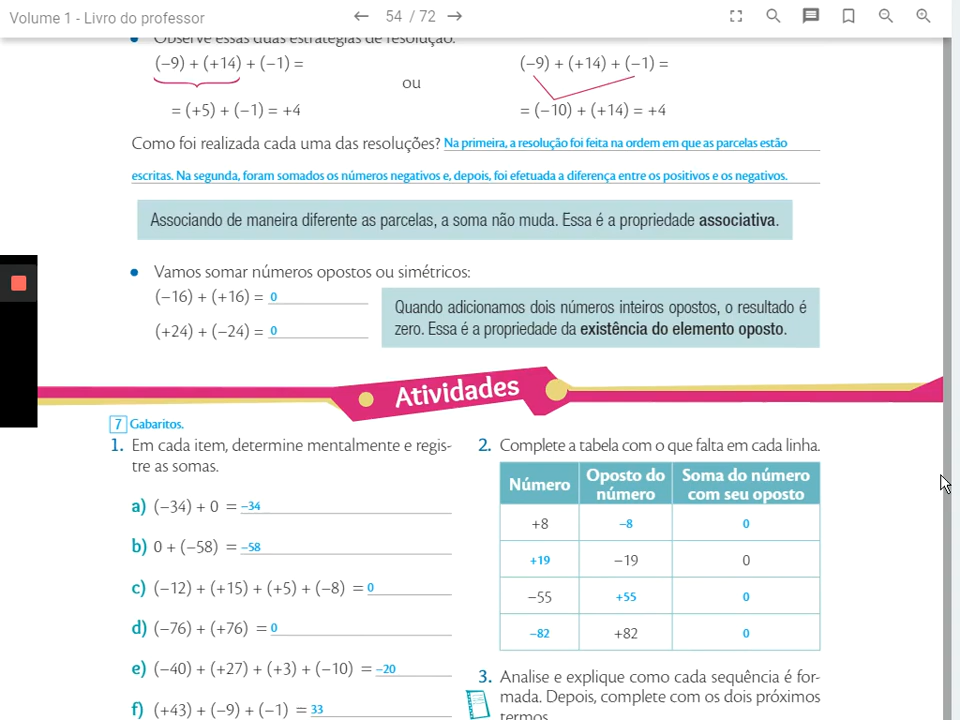 Volume 1 - Livro do professor
54 / 72
Observe essas duas estratégias de resolução.
(−9) + (+14) + (−1) =
= (+5) + (−1) = +4
ou
(−9) + (+14) + (−1) =
= (−10) + (+14) = +4
Como foi realizada cada uma das resoluções? Na primeira, a resolução foi feita na ordem em que as parcelas estão
escritas. Na segunda, foram somados os números negativos e, depois, foi efetuada a diferença entre os positivos e os negativos.
Associando de maneira diferente as parcelas, a soma não muda. Essa é a propriedade associativa.
Vamos somar números opostos ou simétricos:
(−16) + (+16) = 0
(+24) + (−24) = 0
Quando adicionamos dois números inteiros opostos, o resultado é
zero. Essa é a propriedade da existência do elemento oposto.
Atividades
7 Gabaritos.
1. Em cada item, determine mentalmente e regis-
tre as somas.
a) (−34) + 0 = −34
b) 0 + (−58) = −58
c) (−12) + (+15) + (+5) + (−8) = 0
d) (−76) + (+76) = 0
e) (−40) + (+27) + (+3) + (−10) = −20
f) (+43) + (−9) + (−1) = 33
2. Complete a tabela com o que falta em cada linha.
Número Oposto do número Soma do número com seu oposto
+8 −8 0
+19 −19 0
−55 +55 0
−82 +82 0
3. Analise e explique como cada sequência é for-
mada. Depois, complete com os dois próximos
termos.